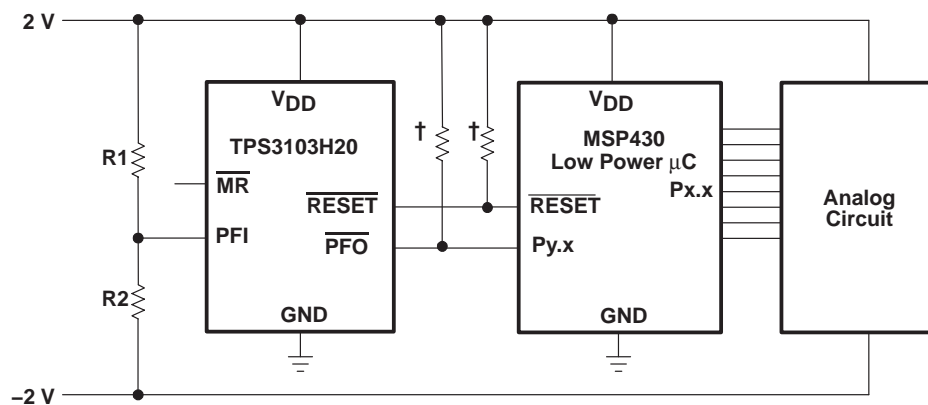 2 V
VDD
TPS3103H20
MR
RESET
PFI
PFO
GND
R1
R2
†
†
VDD
MSP430
Low Power μC
Px.x
RESET
Py.x
GND
Analog
Circuit
–2 V